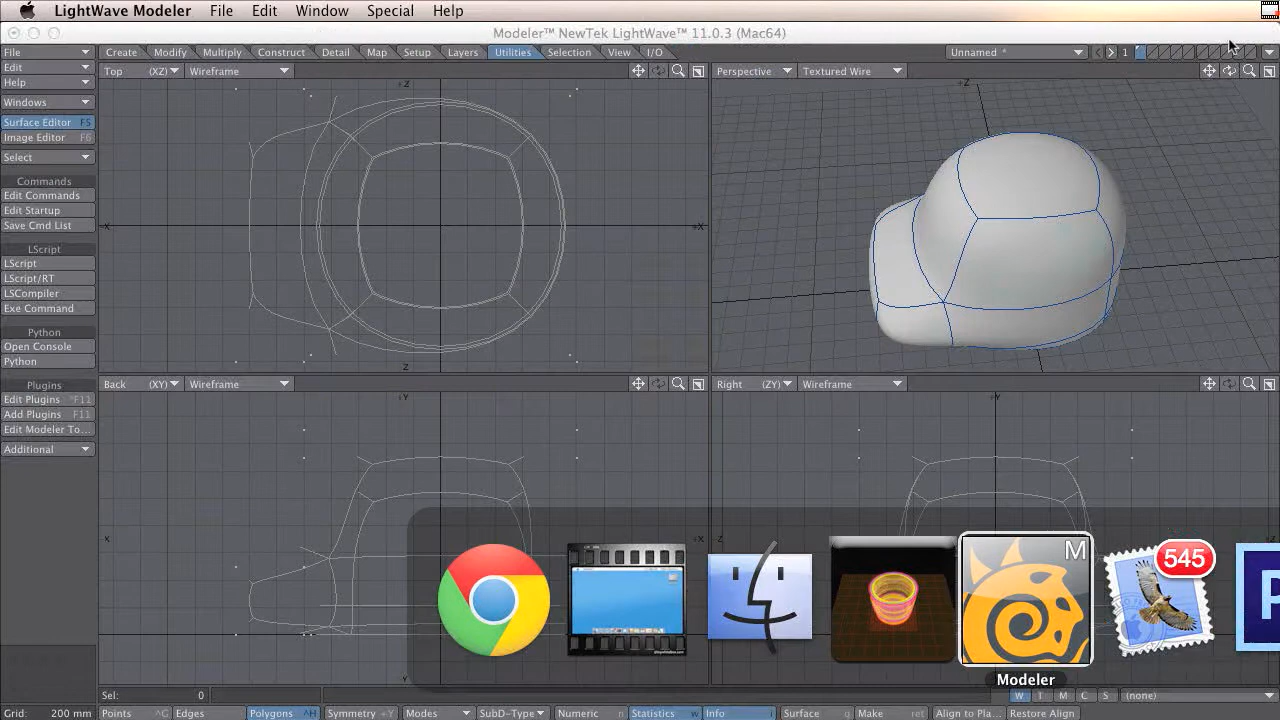 LightWave Modeler File Edit Window Special Help
Modeler™ NewTek LightWave™ 11.0.3 (Mac64)
File Create Modify Multiply Construct Detail Map Setup Layers Utilities Selection View I/O Unnamed * 1
Edit
Help
Windows
Surface Editor F5
Image Editor F6
Select
Commands
Edit Commands
Edit Startup
Save Cmd List
LScript
LScript
LScript/RT
LSCompiler
Exe Command
Python
Open Console
Python
Plugins
Edit Plugins ^F11
Add Plugins F11
Edit Modeler To...
Additional
Top (XZ) Wireframe
+Z
-X
+X
Z
Perspective Textured Wire
+Z
Back (XY) Wireframe
+Y
-X
+X
-Y
Right (ZY) Wireframe
+Y
-Z
M
545
P
Modeler
Sel: 0
W T M C S (none)
Grid: 200 mm Points ^G Edges Polygons ^H Symmetry +Y Modes SubD-Type Numeric n Statistics w Info i Surface q Make ret Align to Pla... Restore Align